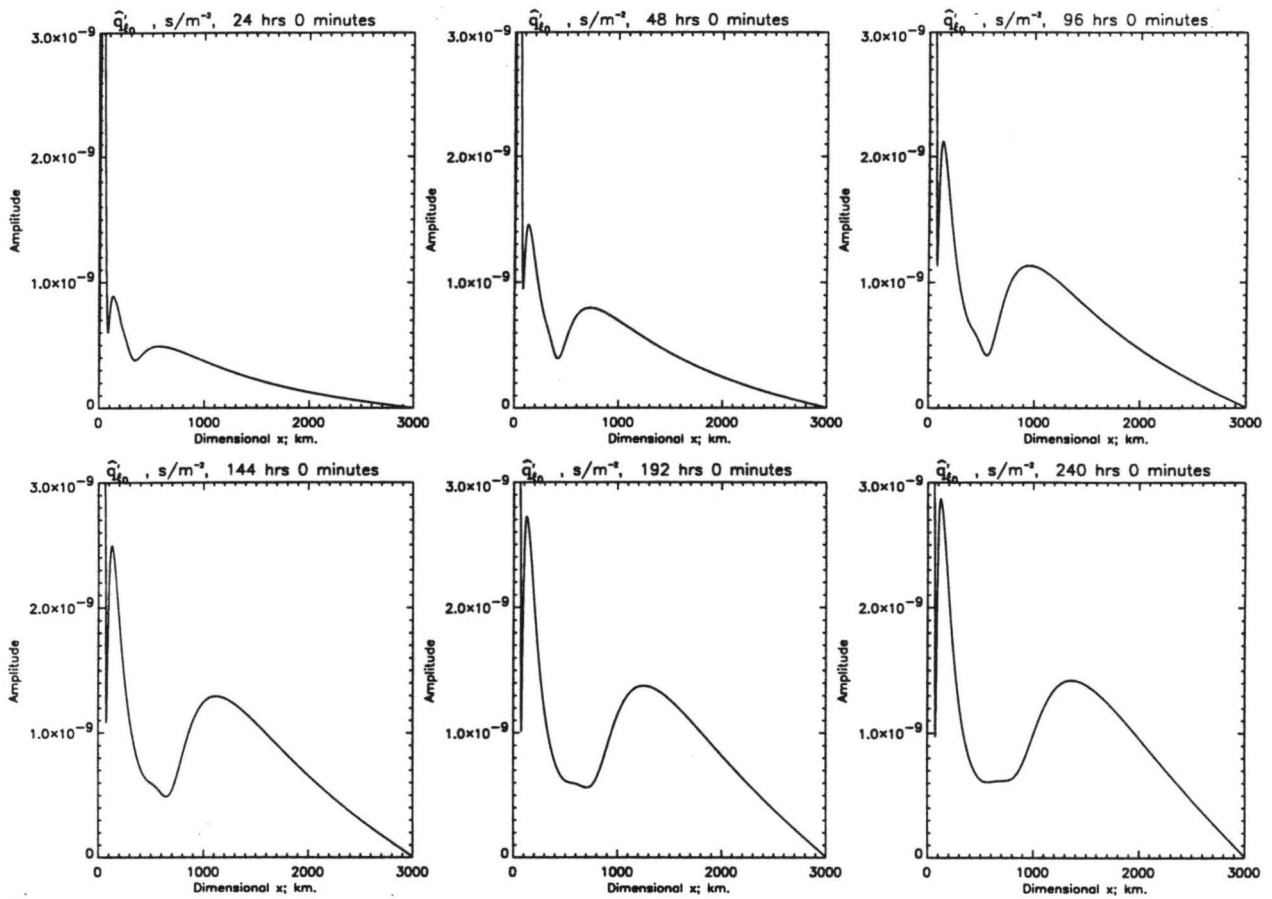 q̂'ℓ₀ , s/m⁻², 24 hrs 0 minutes
3.0×10⁻⁹
2.0×10⁻⁹
1.0×10⁻⁹
0
Amplitude
0 1000 2000 3000
Dimensional x; km.
q̂'ℓ₀ , s/m⁻², 48 hrs 0 minutes
3.0×10⁻⁹
2.0×10⁻⁹
1.0×10⁻⁹
0
Amplitude
0 1000 2000 3000
Dimensional x; km.
q̂'ℓ₀ , s/m⁻², 96 hrs 0 minutes
3.0×10⁻⁹
2.0×10⁻⁹
1.0×10⁻⁹
0
Amplitude
0 1000 2000 3000
Dimensional x; km.
q̂'ℓ₀ , s/m⁻², 144 hrs 0 minutes
3.0×10⁻⁹
2.0×10⁻⁹
1.0×10⁻⁹
0
Amplitude
0 1000 2000 3000
Dimensional x; km.
q̂'ℓ₀ , s/m⁻², 192 hrs 0 minutes
3.0×10⁻⁹
2.0×10⁻⁹
1.0×10⁻⁹
0
Amplitude
0 1000 2000 3000
Dimensional x; km.
q̂'ℓ₀ , s/m⁻², 240 hrs 0 minutes
3.0×10⁻⁹
2.0×10⁻⁹
1.0×10⁻⁹
0
Amplitude
0 1000 2000 3000
Dimensional x; km.